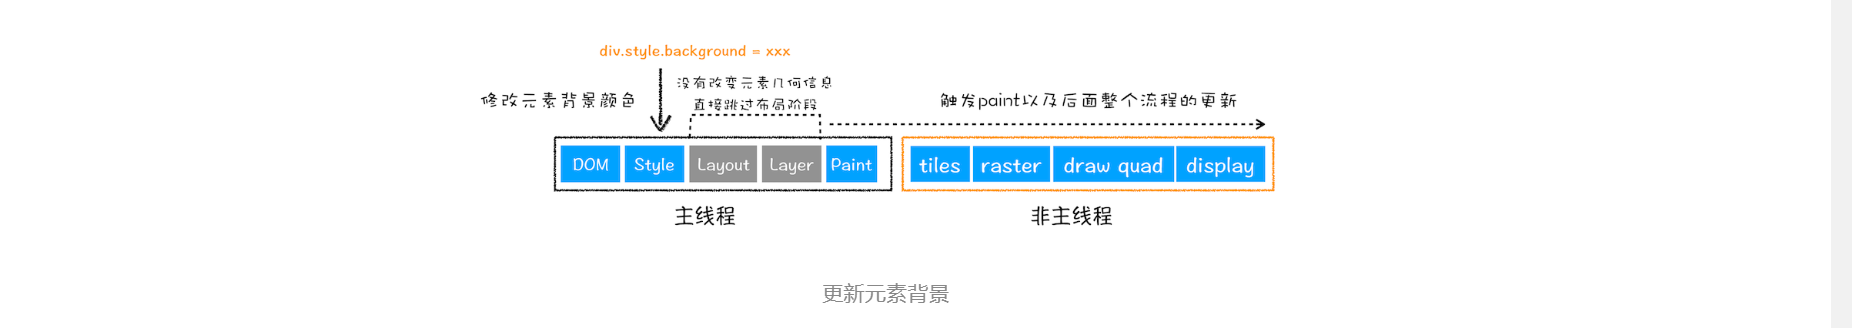 div.style.background = xxx
没有改变元素几何信息
直接跳过布局阶段
修改元素背景颜色
触发paint以及后面整个流程的更新
DOM Style Layout Layer Paint
tiles raster draw quad display
主线程
非主线程
更新元素背景